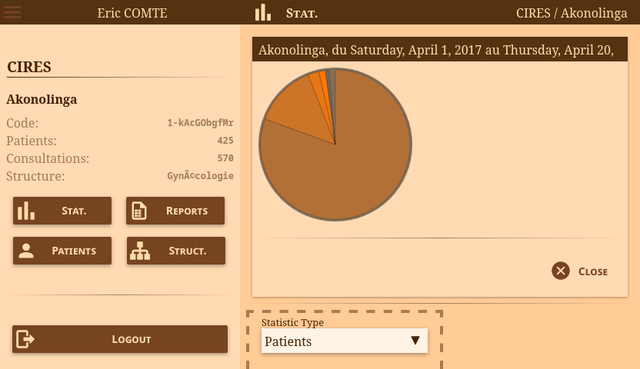 Eric COMTE
STAT.
CIRES / Akonolinga
CIRES
Akonolinga
Code: 1-kAcGObgfMr
Patients: 425
Consultations: 570
Structure: GynÃ©cologie
STAT.
REPORTS
PATIENTS
STRUCT.
LOGOUT
Akonolinga, du Saturday, April 1, 2017 au Thursday, April 20,
CLOSE
Statistic Type
Patients